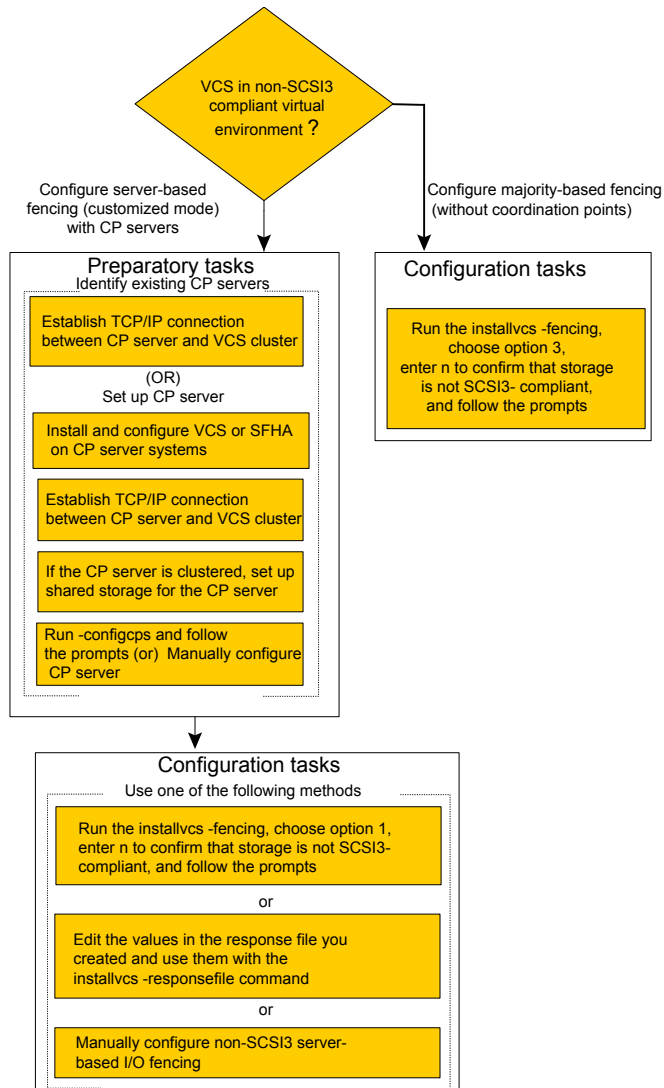 VCS in non-SCSI3
compliant virtual
environment ?
Configure server-based
fencing (customized mode)
with CP servers
Configure majority-based fencing
(without coordination points)
Preparatory tasks
Identify existing CP servers
Establish TCP/IP connection
between CP server and VCS cluster
(OR)
Set up CP server
Install and configure VCS or SFHA
on CP server systems
Establish TCP/IP connection
between CP server and VCS cluster
If the CP server is clustered, set up
shared storage for the CP server
Run -configcps and follow
the prompts (or) Manually configure
CP server
Configuration tasks
Run the installvcs -fencing,
choose option 3,
enter n to confirm that storage
is not SCSI3- compliant,
and follow the prompts
Configuration tasks
Use one of the following methods
Run the installvcs -fencing, choose option 1,
enter n to confirm that storage is not SCSI3-
compliant, and follow the prompts
or
Edit the values in the response file you
created and use them with the
installvcs -responsefile command
or
Manually configure non-SCSI3 server-
based I/O fencing